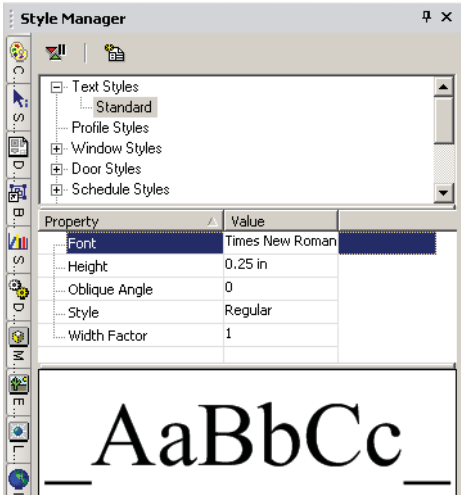 Style Manager
Text Styles
Standard
Profile Styles
Window Styles
Door Styles
Schedule Styles
Property Value
Font Times New Roman
Height 0.25 in
Oblique Angle 0
Style Regular
Width Factor 1
_AaBbCc_
C...
S...
D...
B...
S...
D...
M...
E...
L...